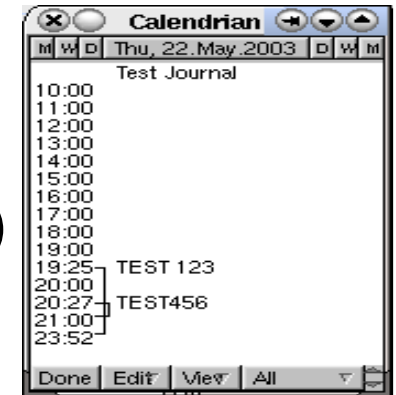 Calendrian
M W D Thu, 22.May.2003 D W M
Test Journal
10:00
11:00
12:00
13:00
14:00
15:00
16:00
17:00
18:00
19:00
19:25 TEST 123
20:00
20:27 TEST456
21:00
23:52
Done Edit View All